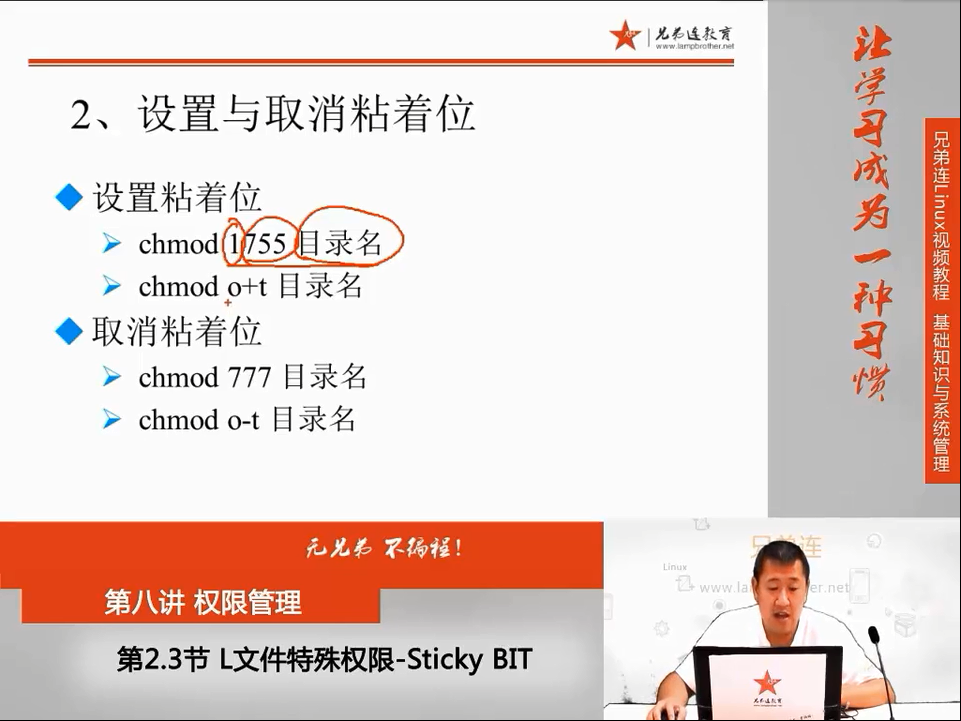 兄弟连教育
www.lampbrother.net
2、设置与取消粘着位
设置粘着位
chmod 1755 目录名
chmod o+t 目录名
取消粘着位
chmod 777 目录名
chmod o-t 目录名
让学习成为一种习惯
兄弟连Linux视频教程 基础知识与系统管理
无兄弟 不编程!
第八讲 权限管理
第2.3节 L文件特殊权限-Sticky BIT
兄弟连
Linux